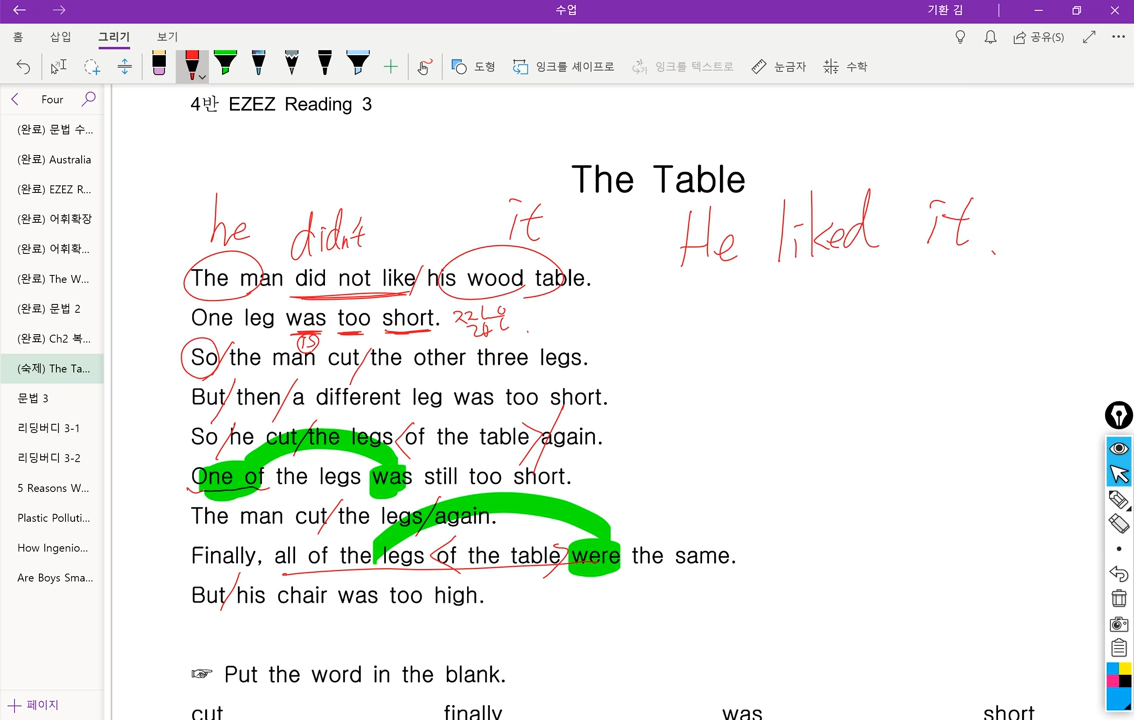 수업
기환 김
홈 삽입 그리기 보기
공유(S)
도형 잉크를 셰이프로 잉크를 텍스트로 눈금자 수학
Four
(완료) 문법 수...
(완료) Australia
(완료) EZEZ R...
(완료) 어휘확장
(완료) 어휘확...
(완료) The W...
(완료) 문법 2
(완료) Ch2 복...
(숙제) The Ta...
문법 3
리딩버디 3-1
리딩버디 3-2
5 Reasons W...
Plastic Polluti...
How Ingenio...
Are Boys Sma...
페이지
4반 EZEZ Reading 3
The Table
he didn't it He liked it.
The man did not like his wood table.
One leg was too short.
is
So the man cut the other three legs.
But then a different leg was too short.
So he cut the legs of the table again.
One of the legs was still too short.
The man cut the legs again.
Finally, all of the legs of the table were the same.
But his chair was too high.
☞ Put the word in the blank.
cut finally was short